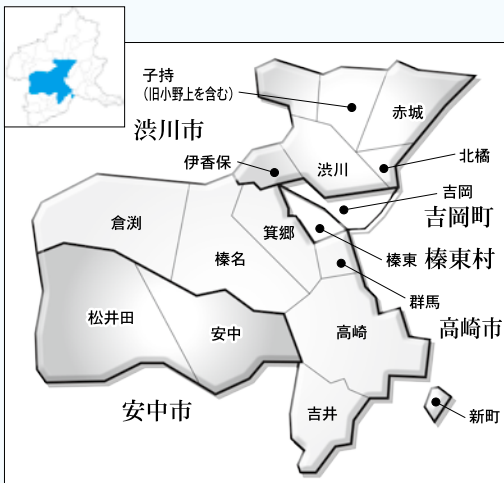 子持
(旧小野上を含む)
赤城
渋川市
伊香保
渋川
北橘
吉岡
吉岡町
倉渕
箕郷
榛名
榛東
榛東村
群馬
松井田
安中
高崎
高崎市
安中市
吉井
新町